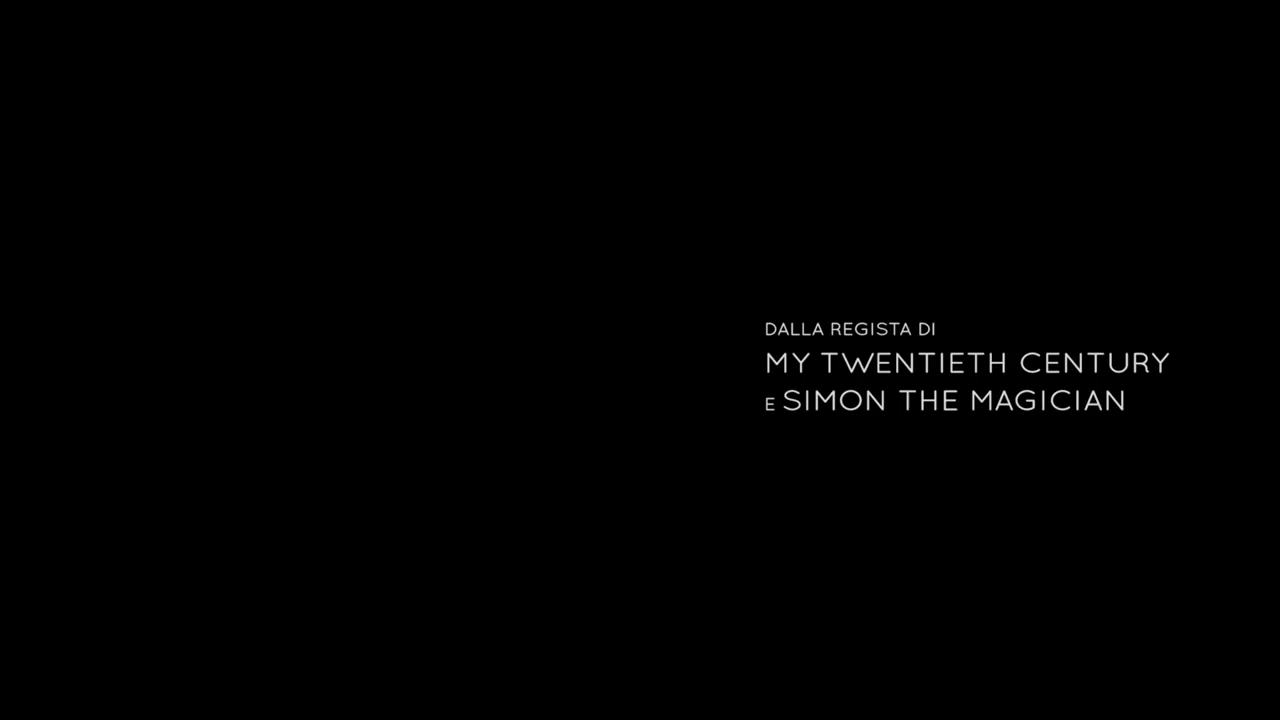 DALLA REGISTA DI
MY TWENTIETH CENTURY
E SIMON THE MAGICIAN